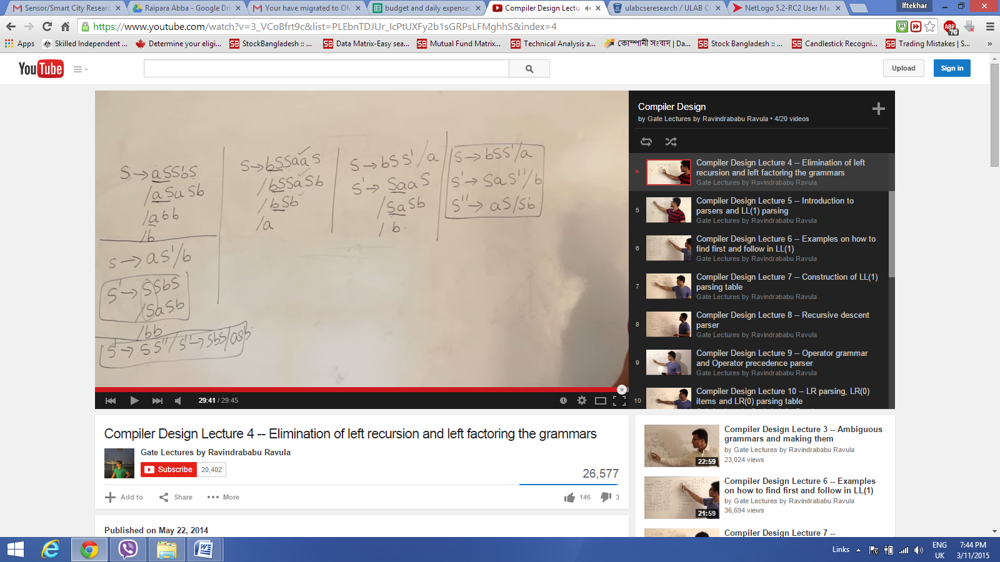 Sensor/Smart City Researc
Raipara Abba - Google Dri
Your have migrated to ON
budget and daily expenses
Compiler Design Lectu
ulabcseresearch / ULAB CS
NetLogo 5.2-RC2 User Ma
Iftekhar
https://www.youtube.com/watch?v=3_VCoBfrt9c&list=PLEbnTDJUr_IcPtUXFy2b1sGRPsLFMghhS&index=4
ABP
76
Apps
Skilled Independent ...
Determine your eligi...
SB StockBangladesh :: ...
SB Data Matrix-Easy sea...
SB Mutual Fund Matrix...
SB Technical Analysis a...
কোম্পানী সংবাদ | Da...
SB Stock Bangladesh :: ...
SB Candlestick Recogni...
SB Trading Mistakes | S...
»
YouTube
Upload
Sign in
S→aSSbS
/aSaSb
/abb
/b
S→aS'/b
S'→SSbS
/SaSb
/bb
S'→SS''/S''→SbS/aSb
S→bSSaaS
/bSSaSb
/bSb
/a
S→bSS'/a
S'→SaaS
/SaSb
/b
S→bSS'/a
S'→SaS''/b
S''→aS/Sb
29:41 / 29:45
Compiler Design
by Gate Lectures by Ravindrababu Ravula • 4/20 videos
Compiler Design Lecture 4 -- Elimination of left
recursion and left factoring the grammars
Gate Lectures by Ravindrababu Ravula
5
Compiler Design Lecture 5 -- Introduction to
parsers and LL(1) parsing
Gate Lectures by Ravindrababu Ravula
6
Compiler Design Lecture 6 -- Examples on how to
find first and follow in LL(1)
Gate Lectures by Ravindrababu Ravula
7
Compiler Design Lecture 7 -- Construction of LL(1)
parsing table
Gate Lectures by Ravindrababu Ravula
8
Compiler Design Lecture 8 -- Recursive descent
parser
Gate Lectures by Ravindrababu Ravula
9
Compiler Design Lecture 9 -- Operator grammar
and Operator precedence parser
Gate Lectures by Ravindrababu Ravula
10
Compiler Design Lecture 10 -- LR parsing, LR(0)
items and LR(0) parsing table
Compiler Design Lecture 4 -- Elimination of left recursion and left factoring the grammars
Gate Lectures by Ravindrababu Ravula
Subscribe
20,402
26,577
Add to
Share
More
146
3
Published on May 22, 2014
Compiler Design Lecture 3 -- Ambiguous
grammars and making them
by Gate Lectures by Ravindrababu Ravula
23,024 views
22:59
Compiler Design Lecture 6 -- Examples
on how to find first and follow in LL(1)
by Gate Lectures by Ravindrababu Ravula
36,694 views
21:59
Compiler Design Lecture 7 --
Links
ENG
UK
7:44 PM
3/11/2015